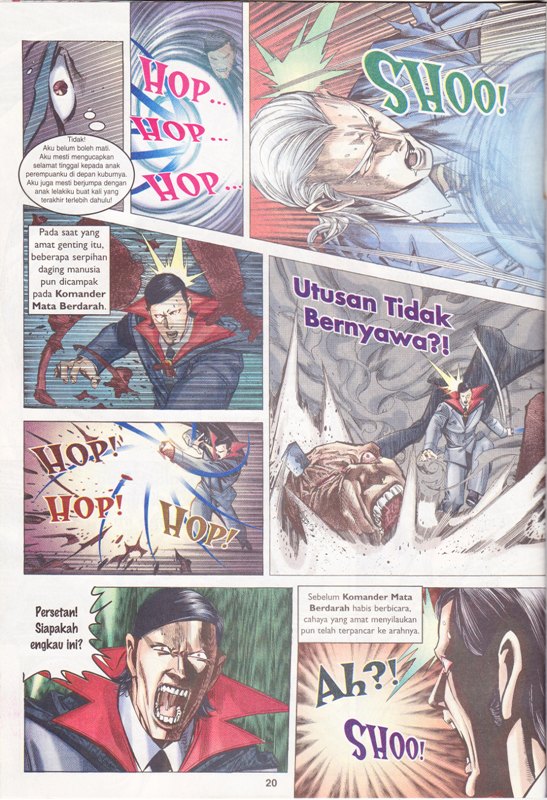 Tidak!
Aku belum boleh mati.
Aku mesti mengucapkan
selamat tinggal kepada anak
perempuanku di depan kuburnya.
Aku juga mesti berjumpa dengan
anak lelakiku buat kali yang
terakhir terlebih dahulu!
HOP...
HOP...
HOP...
SHOO!
Pada saat yang
amat genting itu,
beberapa serpihan
daging manusia
pun dicampak
pada Komander
Mata Berdarah.
Utusan Tidak
Bernyawa?!
HOP!
HOP!
HOP!
Persetan!
Siapakah
engkau ini?
Sebelum Komander Mata
Berdarah habis berbicara,
cahaya yang amat menyilaukan
pun telah terpancar ke arahnya.
Ah?!
SHOO!
20